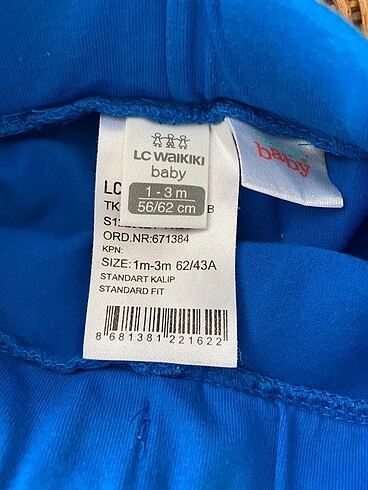 LC WAIKIKI
baby
1 - 3 m
56/62 cm
baby
LC
TK
B
ORD.NR:671384
KPN:
SIZE:1m-3m 62/43A
STANDART KALIP
STANDARD FIT
8 681381 221622